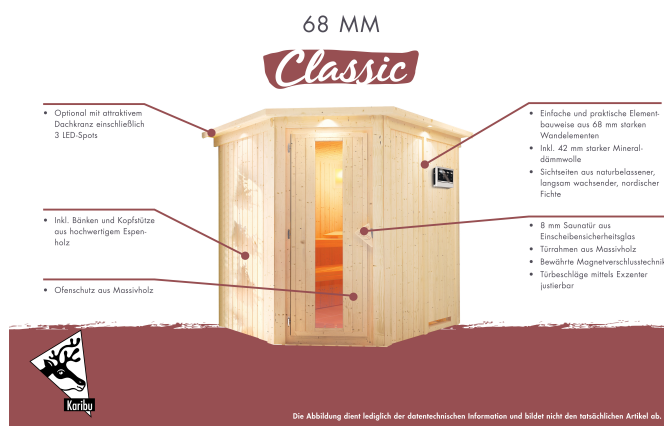 68 MM
Classic
• Optional mit attraktivem
Dachkranz einschließlich
3 LED-Spots
• Inkl. Bänken und Kopfstütze
aus hochwertigem Espen-
holz
• Ofenschutz aus Massivholz
• Einfache und praktische Element-
bauweise aus 68 mm starken
Wandelementen
• Inkl. 42 mm starker Mineral-
dämmwolle
• Sichtseiten aus naturbelassener,
langsam wachsender, nordischer
Fichte
• 8 mm Saunatür aus
Einscheibensicherheitsglas
• Türrahmen aus Massivholz
• Bewährte Magnetverschlusstechnik
• Türbeschläge mittels Exzenter
justierbar
Karibu
Die Abbildung dient lediglich der datentechnischen Information und bildet nicht den tatsächlichen Artikel ab.